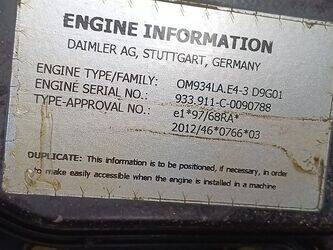 ENGINE INFORMATION
DAIMLER AG, STUTTGART, GERMANY
ENGINE TYPE/FAMILY: OM934LA.E4-3 D9G01
ENGINE SERIAL NO.: 933.911-C-0090788
TYPE-APPROVAL NO.: e1*97/68RA*
2012/46*0766*03
DUPLICATE: This information is to be positioned, if necessary, in order
to make easily accessible when the engine is installed in a machine